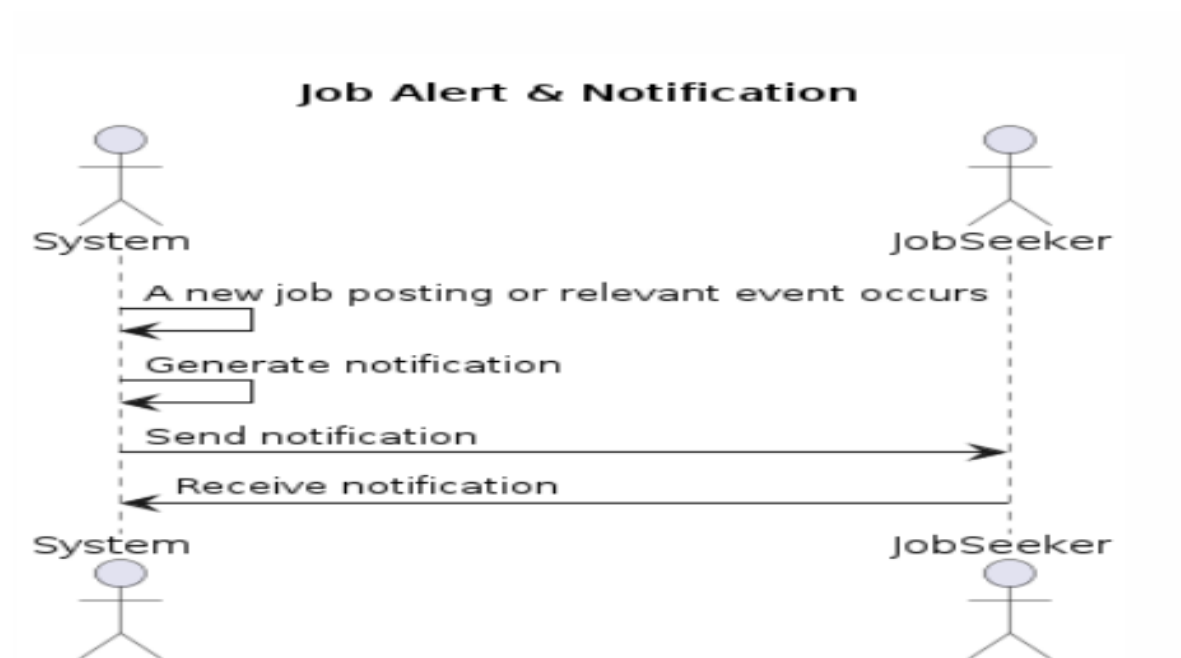 Job Alert & Notification
System JobSeeker
A new job posting or relevant event occurs
Generate notification
Send notification
Receive notification
System JobSeeker